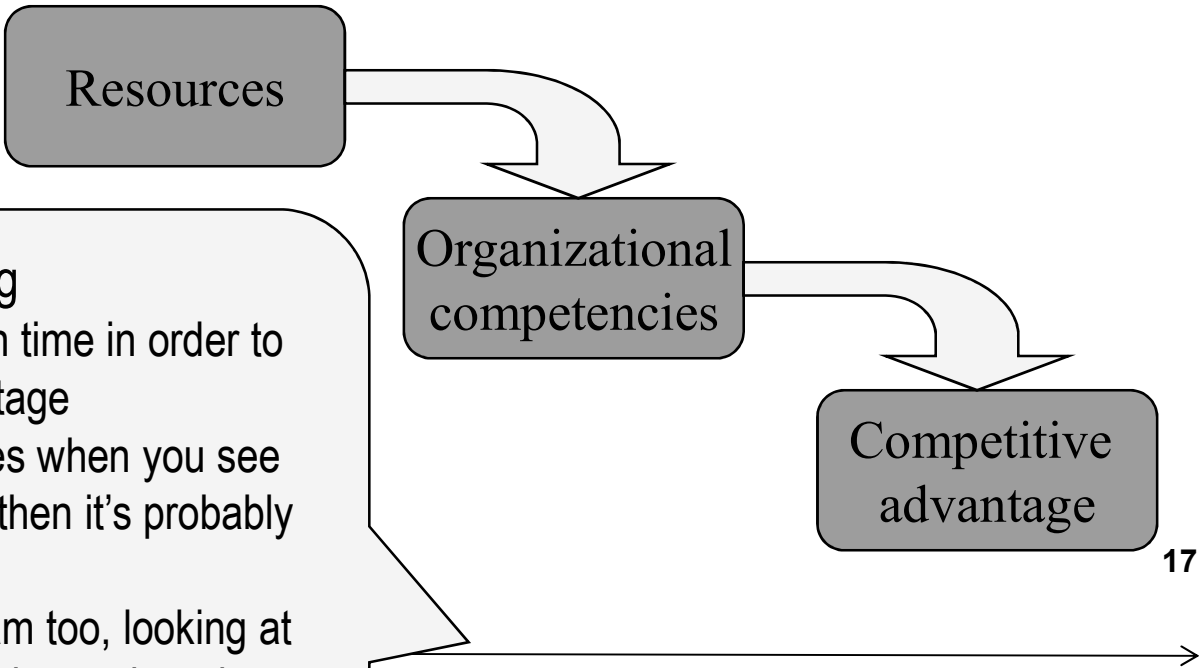 Resources
Organizational
competencies
Competitive
advantage
g
n time in order to
tage
es when you see
then it's probably
am too, looking at
17